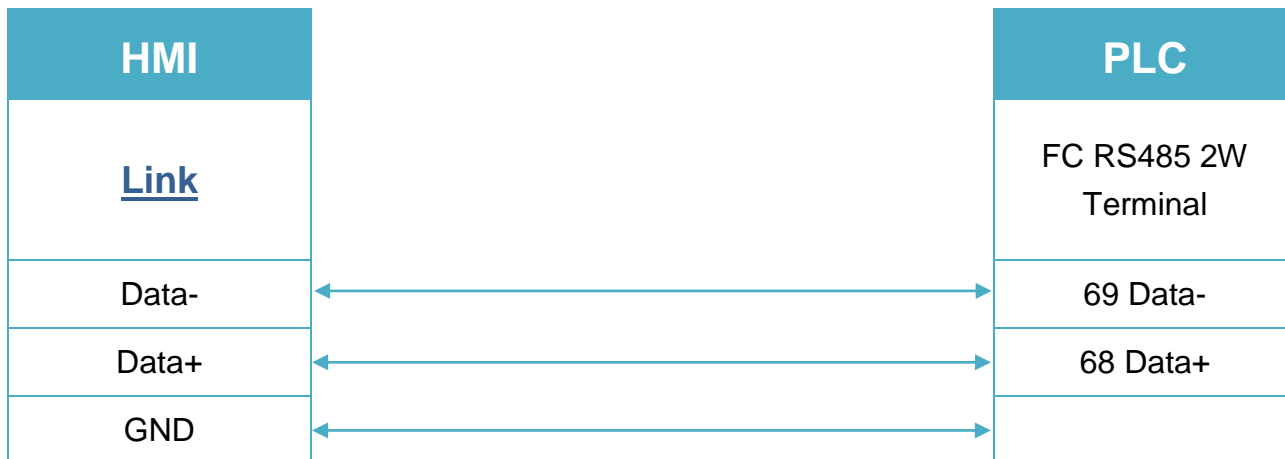 HMI
PLC
Link
FC RS485 2W
Terminal
Data-
69 Data-
Data+
68 Data+
GND